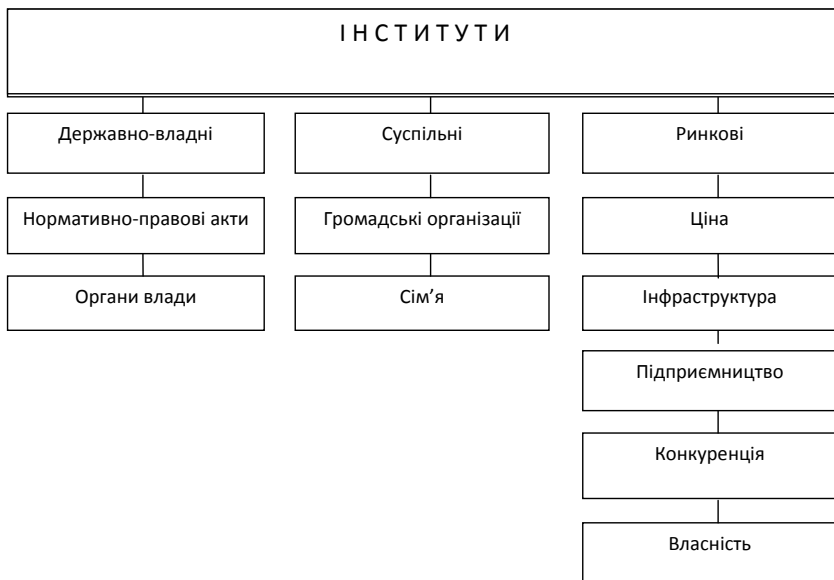 І Н С Т И Т У Т И
Державно-владні
Суспільні
Ринкові
Нормативно-правові акти
Громадські організації
Ціна
Органи влади
Сім’я
Інфраструктура
Підприємництво
Конкуренція
Власність